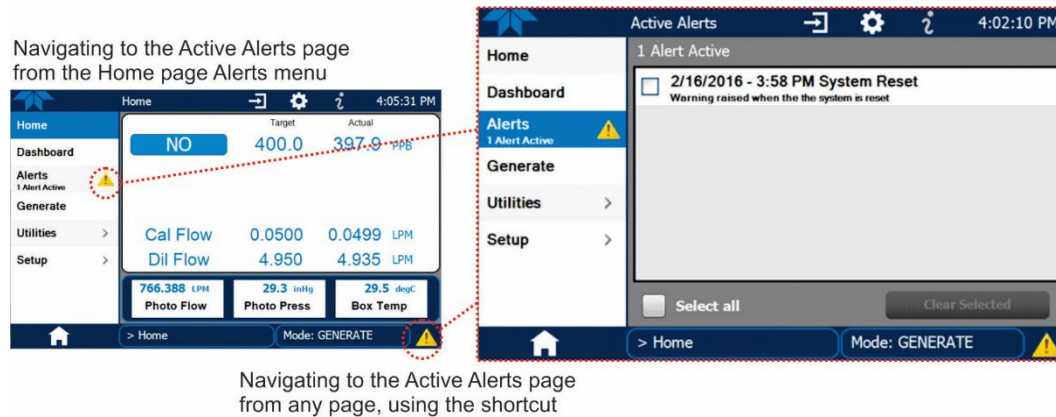 Navigating to the Active Alerts page
from the Home page Alerts menu
Home
4:05:31 PM
Home
Dashboard
Alerts
1 Alert Active
Generate
Utilities >
Setup >
Target Actual
NO 400.0 397.9 PPB
Cal Flow 0.0500 0.0499 LPM
Dil Flow 4.950 4.935 LPM
766.388 LPM
Photo Flow
29.3 inHg
Photo Press
29.5 degC
Box Temp
> Home
Mode: GENERATE
Active Alerts
4:02:10 PM
Home
Dashboard
Alerts
1 Alert Active
Generate
Utilities >
Setup >
1 Alert Active
2/16/2016 - 3:58 PM System Reset
Warning raised when the the system is reset
Select all
Clear Selected
> Home
Mode: GENERATE
Navigating to the Active Alerts page
from any page, using the shortcut